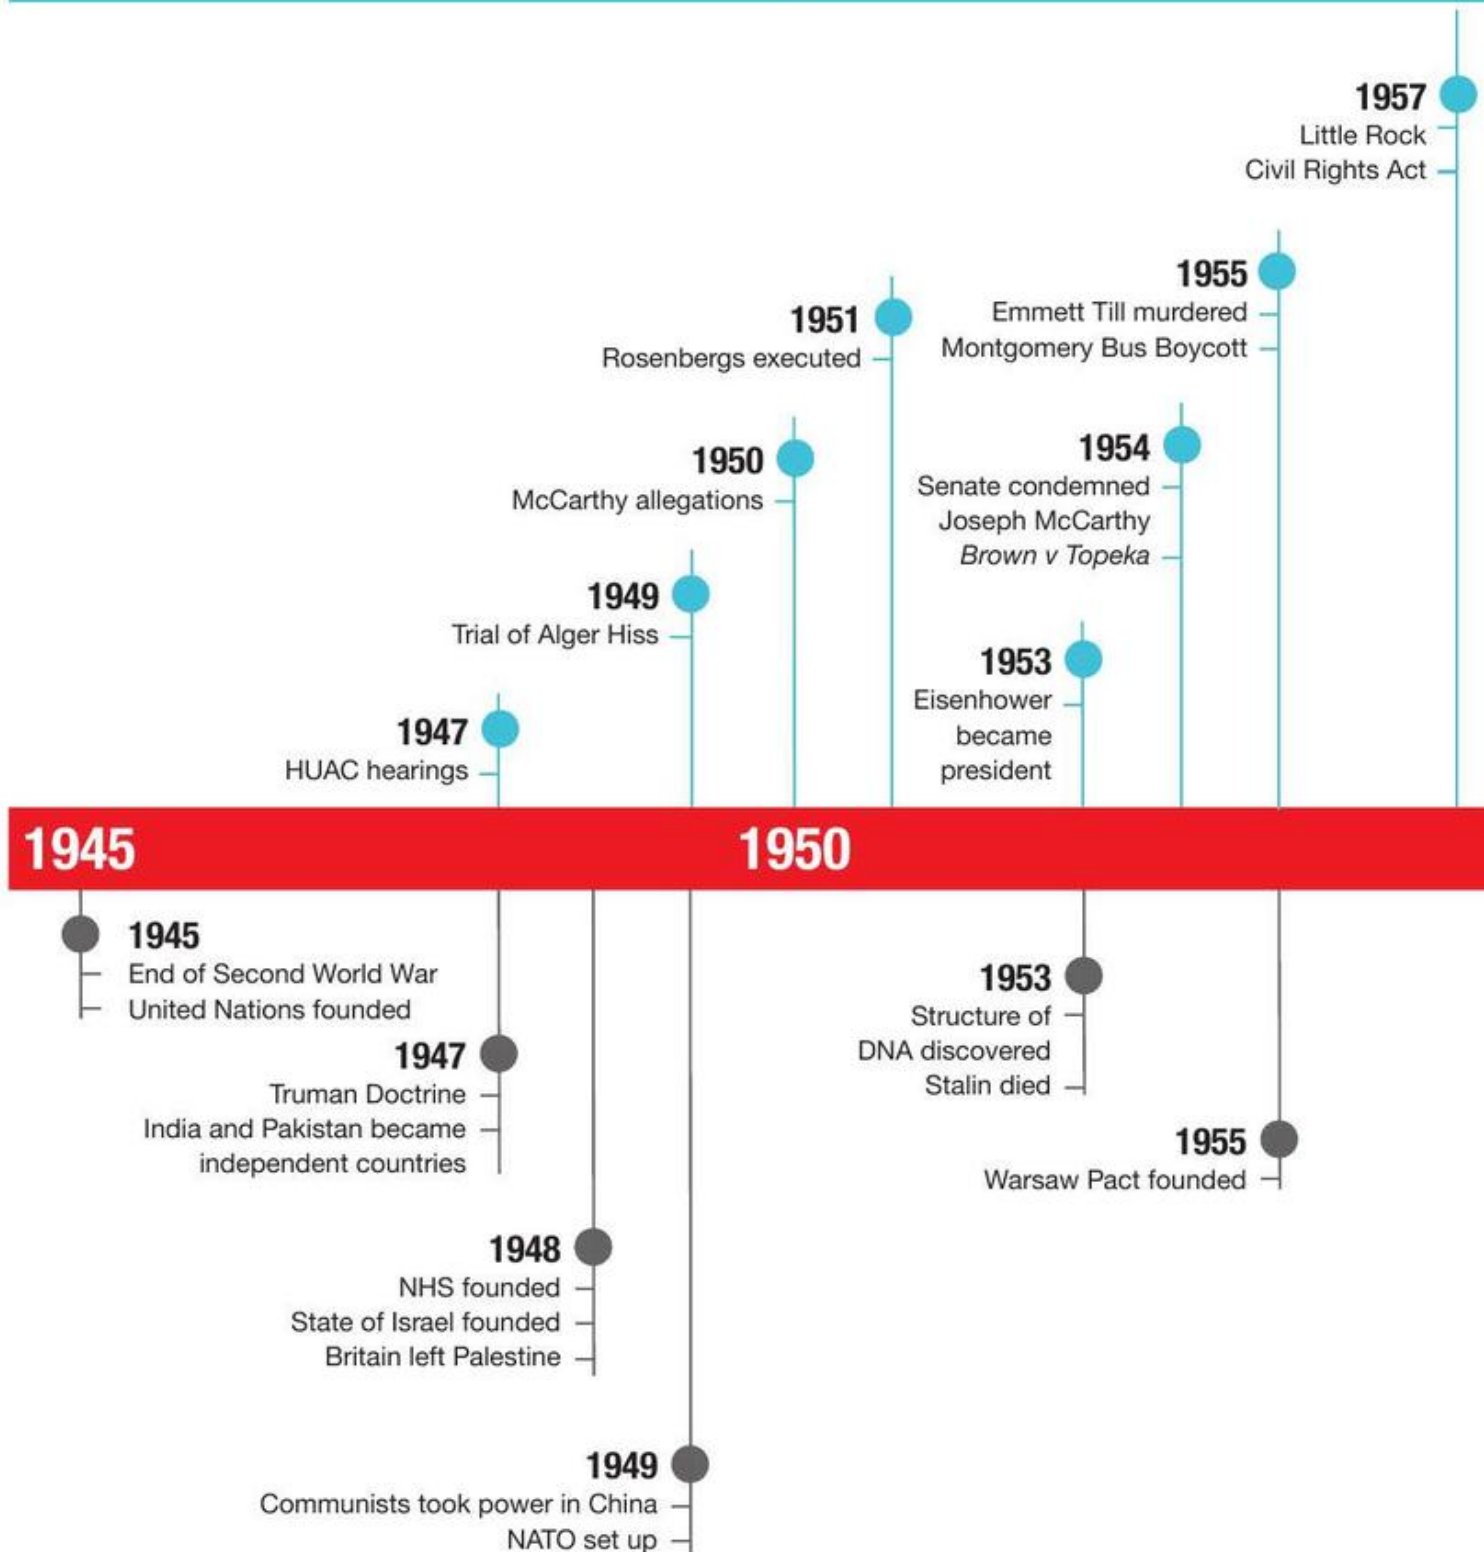 1957
Little Rock
Civil Rights Act
1955
Emmett Till murdered
Montgomery Bus Boycott
1951
Rosenbergs executed
1954
Senate condemned
Joseph McCarthy
Brown v Topeka
1950
McCarthy allegations
1949
Trial of Alger Hiss
1953
Eisenhower
became
president
1947
HUAC hearings
1945
1950
1945
End of Second World War
United Nations founded
1947
Truman Doctrine
India and Pakistan became
independent countries
1948
NHS founded
State of Israel founded
Britain left Palestine
1949
Communists took power in China
NATO set up
1953
Structure of
DNA discovered
Stalin died
1955
Warsaw Pact founded